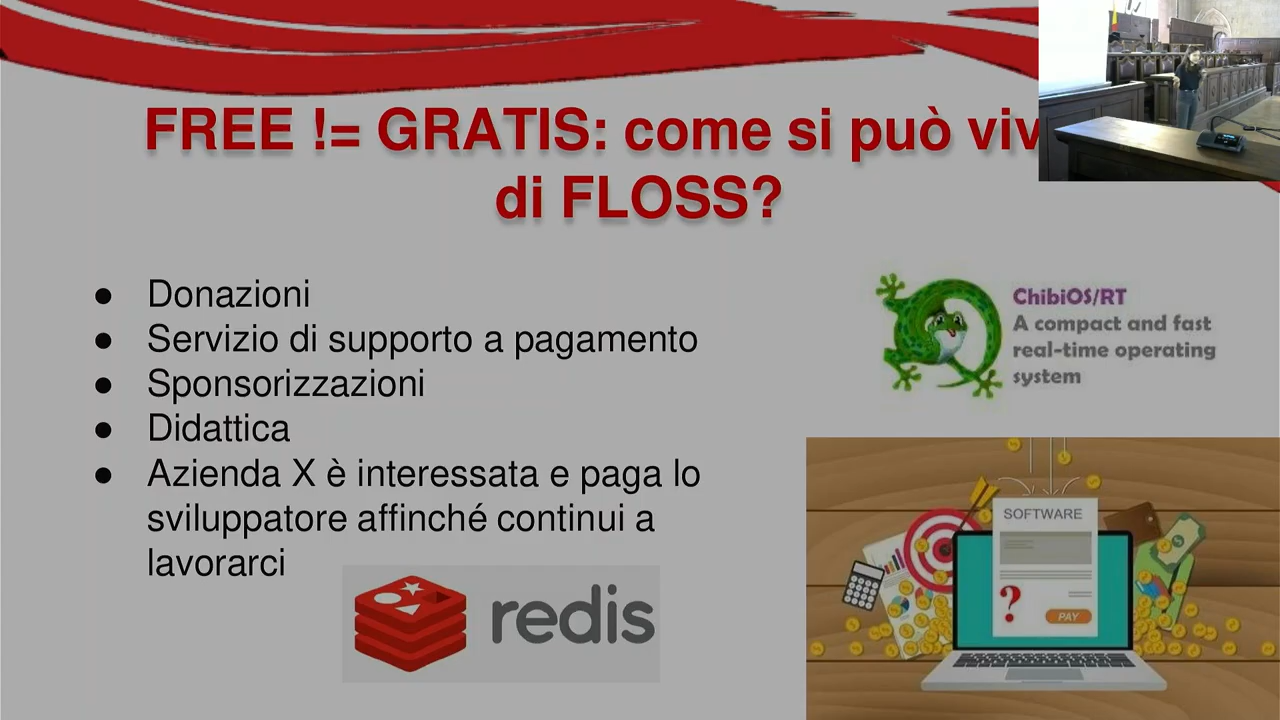 FREE != GRATIS: come si può viv
di FLOSS?
● Donazioni
● Servizio di supporto a pagamento
● Sponsorizzazioni
● Didattica
● Azienda X è interessata e paga lo
sviluppatore affinché continui a
lavorarci
ChibiOS/RT
A compact and fast
real-time operating
system
SOFTWARE
?
PAY
redis